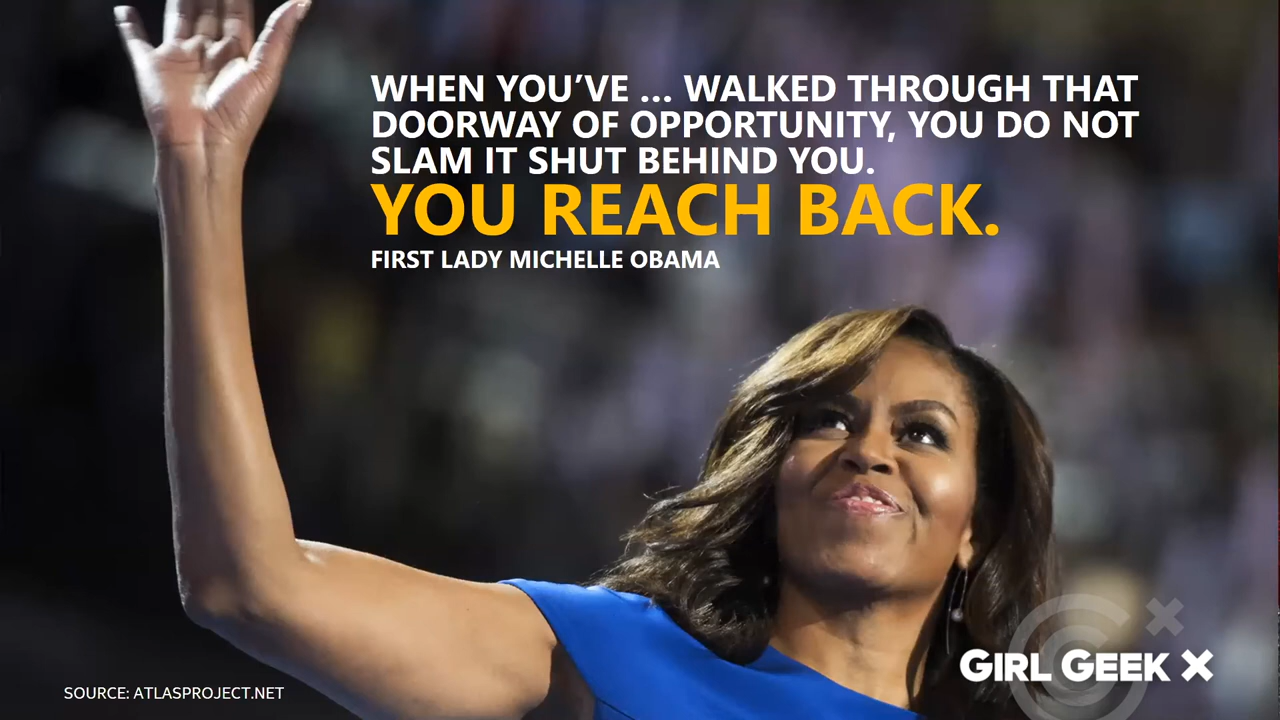 WHEN YOU’VE ... WALKED THROUGH THAT
DOORWAY OF OPPORTUNITY, YOU DO NOT
SLAM IT SHUT BEHIND YOU.
YOU REACH BACK.
FIRST LADY MICHELLE OBAMA
GIRL GEEK X
SOURCE: ATLASPROJECT.NET